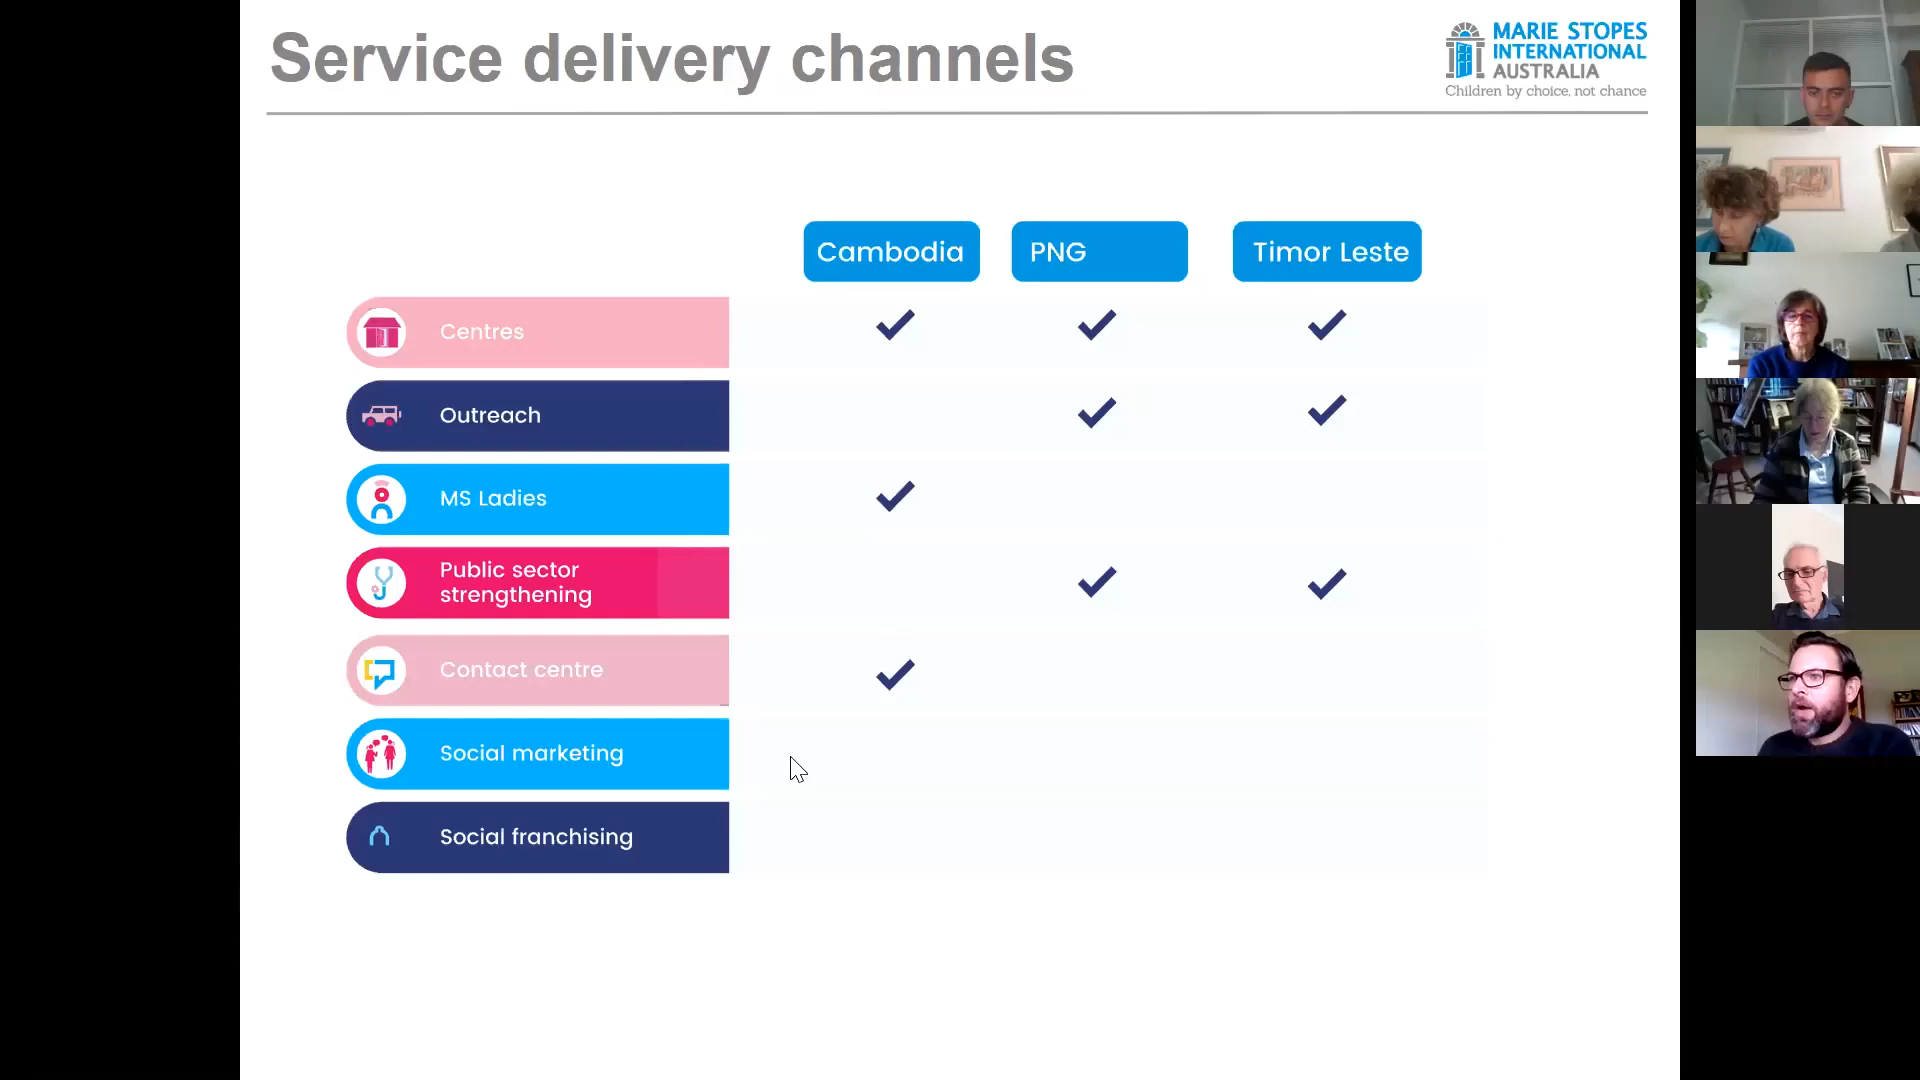 Service delivery channels
MARIE STOPES
INTERNATIONAL
AUSTRALIA
Children by choice, not chance
Cambodia
PNG
Timor Leste
Centres
Outreach
MS Ladies
Public sector
strengthening
Contact centre
Social marketing
Social franchising